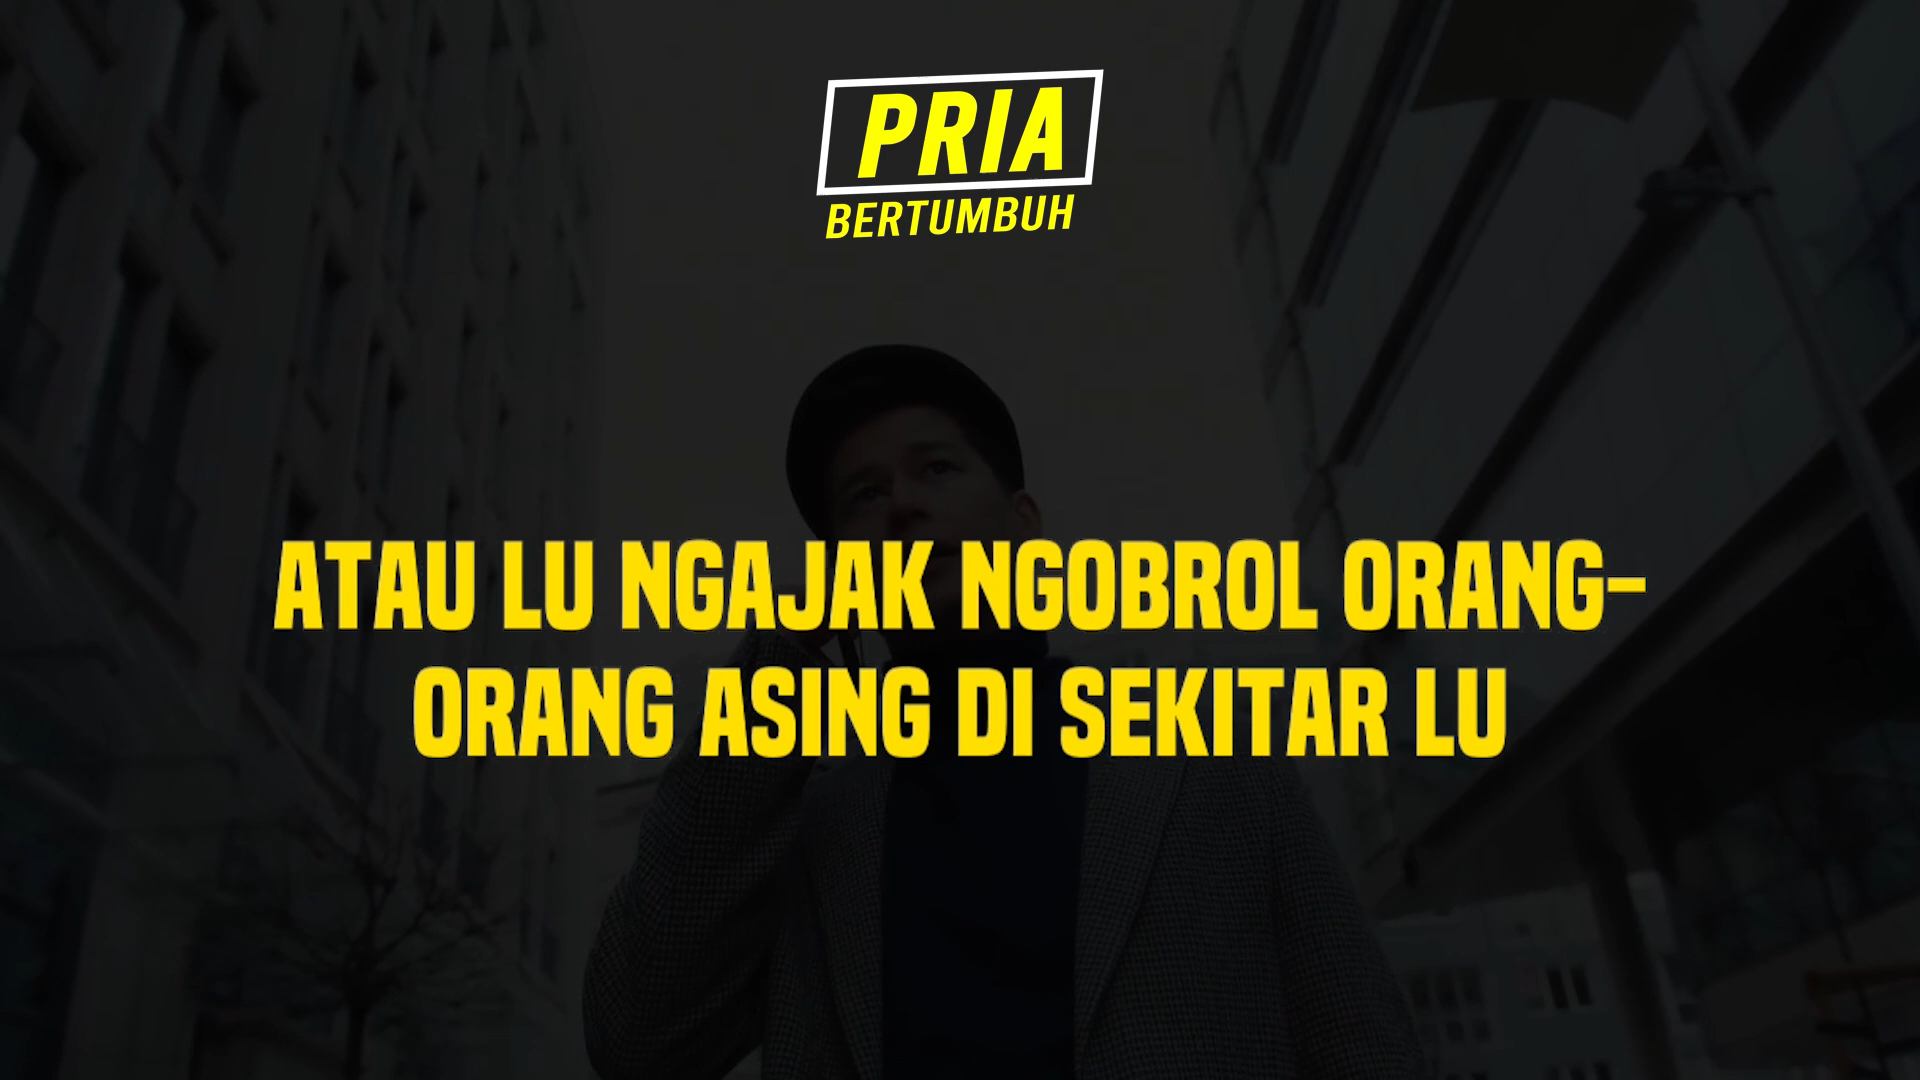 PRIA
BERTUMBUH
ATAU LU NGAJAK NGOBROL ORANG-
ORANG ASING DI SEKITAR LU